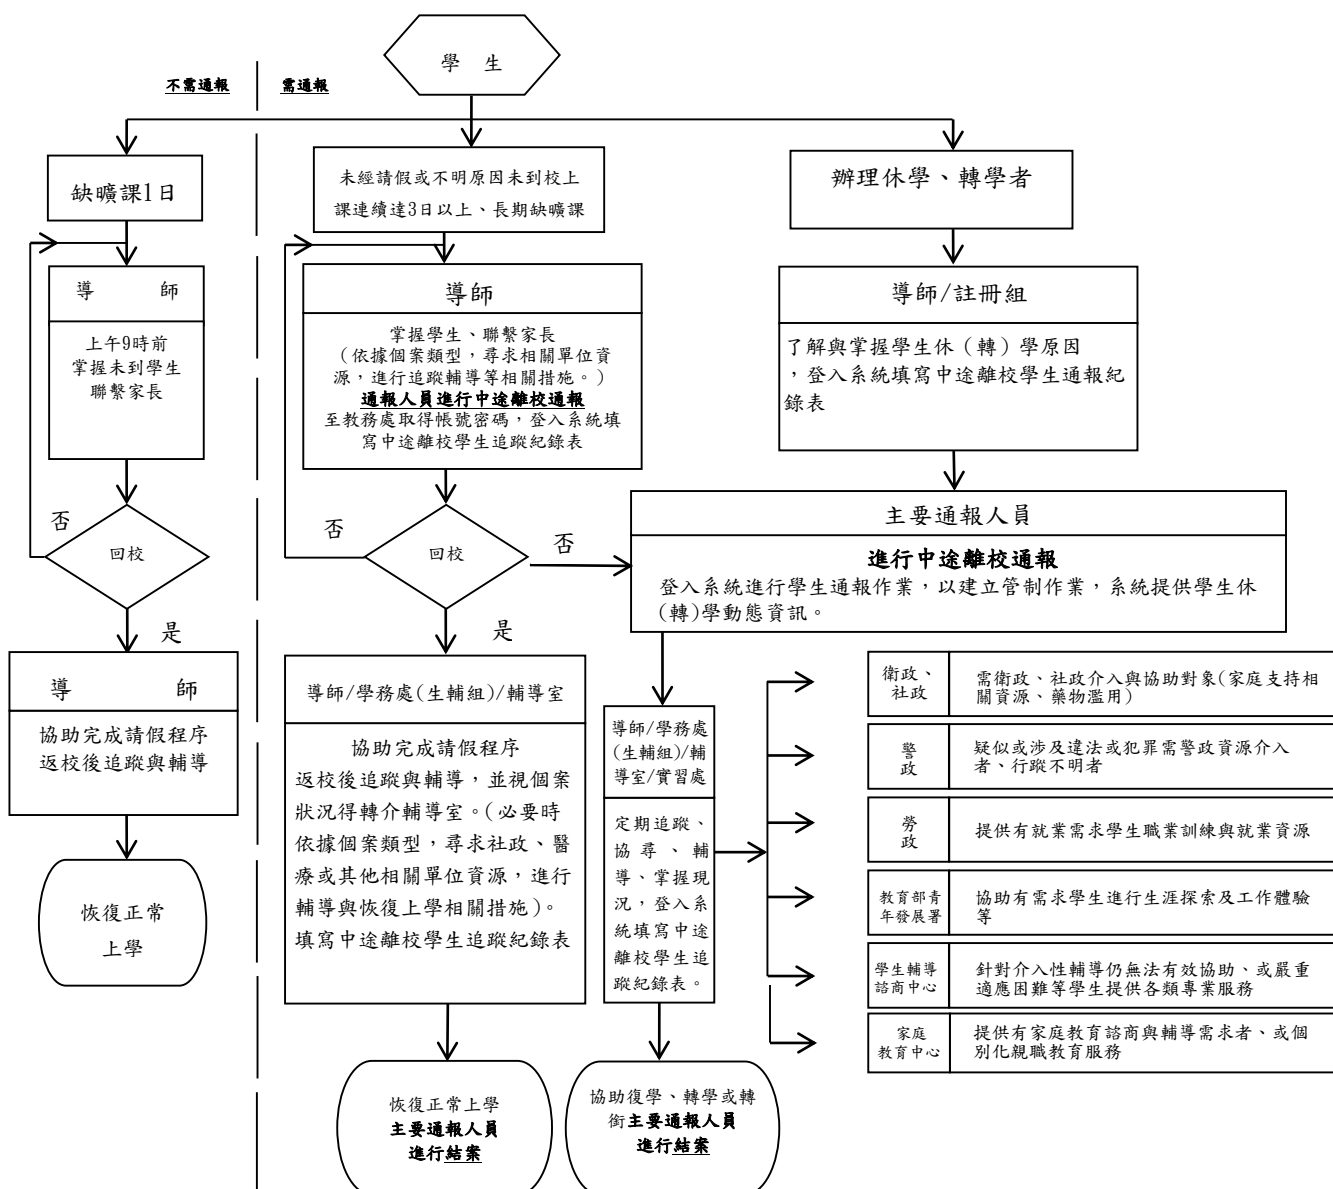 學 生
不需通報
需通報
缺曠課1日
未經請假或不明原因未到校上
課連續達3日以上、長期缺曠課
辦理休學、轉學者
導 師
上午9時前
掌握未到學生
聯繫家長
導師
掌握學生、聯繫家長
(依據個案類型，尋求相關單位資
源，進行追蹤輔導等相關措施。)
通報人員進行中途離校通報
至教務處取得帳號密碼，登入系統填
寫中途離校學生追蹤紀錄表
導師/註冊組
了解與掌握學生休（轉）學原因
，登入系統填寫中途離校學生通報紀
錄表
否
回校
是
否
回校
否
是
主要通報人員
進行中途離校通報
登入系統進行學生通報作業，以建立管制作業，系統提供學生休
(轉)學動態資訊。
導 師
協助完成請假程序
返校後追蹤與輔導
導師/學務處(生輔組)/輔導室
協助完成請假程序
返校後追蹤與輔導，並視個案
狀況得轉介輔導室。(必要時
依據個案類型，尋求社政、醫
療或其他相關單位資源，進行
輔導與恢復上學相關措施)。
填寫中途離校學生追蹤紀錄表
導師/學務處
(生輔組)/輔
導室/實習處
定期追蹤、
協尋、輔
導、掌握現
況，登入系
統填寫中途
離校學生追
蹤紀錄表。
衛政、
社政
需衛政、社政介入與協助對象(家庭支持相
關資源、藥物濫用)
警
政
疑似或涉及違法或犯罪需警政資源介入
者、行蹤不明者
勞
政
提供有就業需求學生職業訓練與就業資源
教育部青
年發展署
協助有需求學生進行生涯探索及工作體驗
等
學生輔導
諮商中心
針對介入性輔導仍無法有效協助、或嚴重
適應困難等學生提供各類專業服務
家庭
教育中心
提供有家庭教育諮商與輔導需求者、或個
別化親職教育服務
恢復正常
上學
恢復正常上學
主要通報人員
進行結案
協助復學、轉學或轉
銜主要通報人員
進行結案